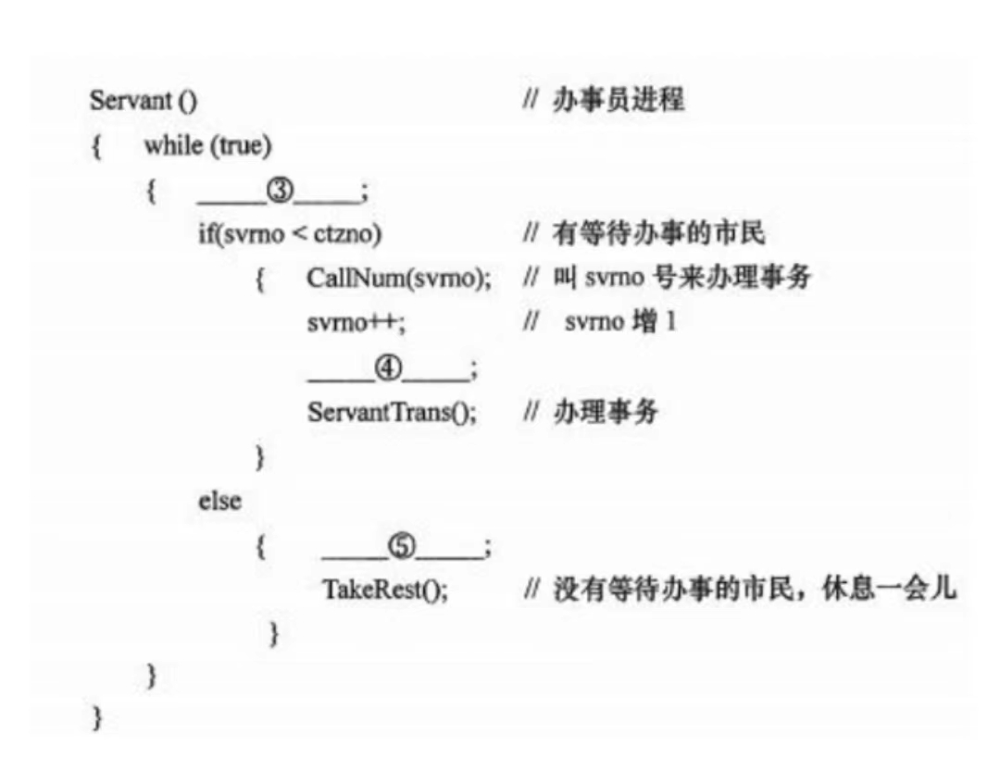 Servant () // 办事员进程
{ while (true)
{ _____③_____;
if(svrno < ctzno) // 有等待办事的市民
{ CallNum(svrno); // 叫 svrno 号来办理事务
svrno++; // svrno 增 1
_____④_____;
ServantTrans(); // 办理事务
}
else
{ _____⑤_____;
TakeRest(); // 没有等待办事的市民，休息一会儿
}
}
}